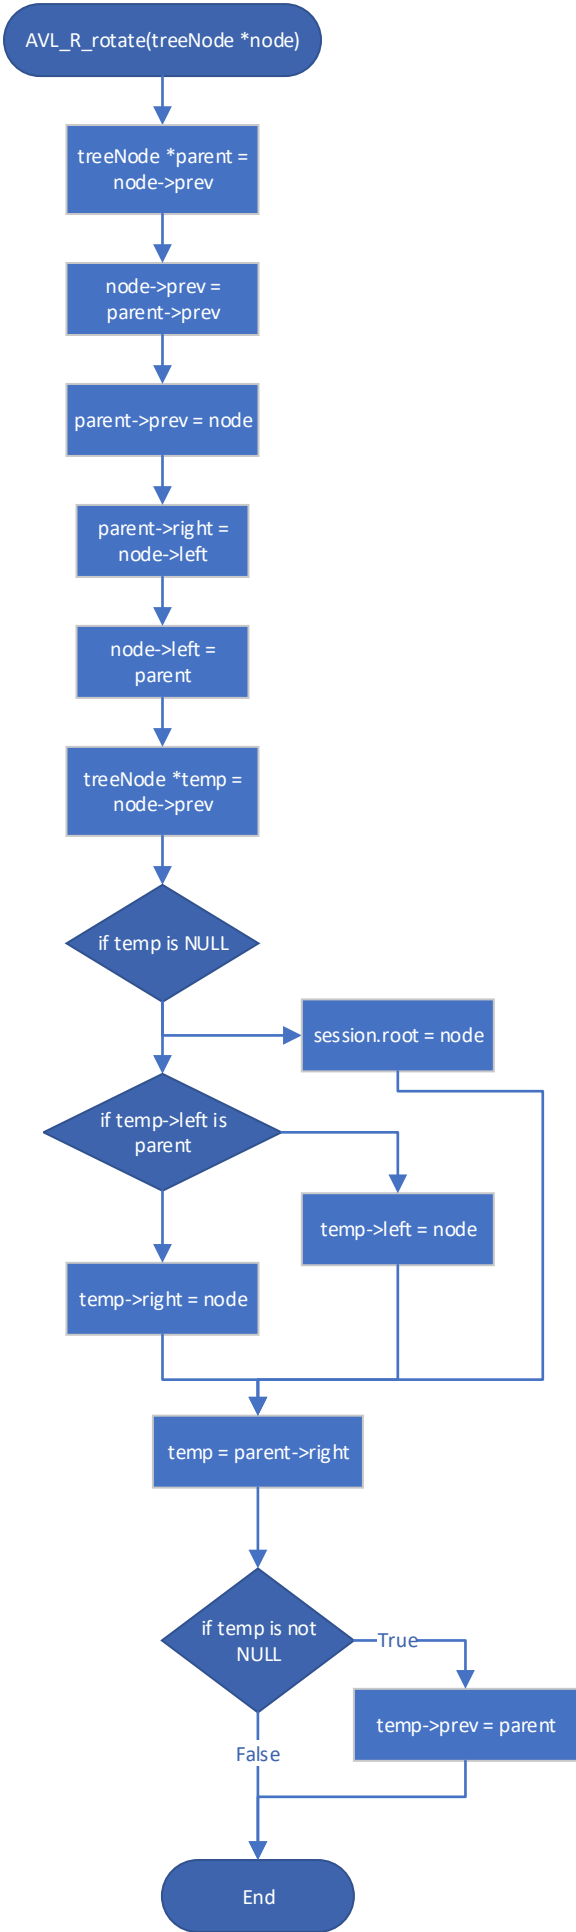 AVL_R_rotate(treeNode *node)
treeNode *parent =
node->prev
node->prev =
parent->prev
parent->prev = node
parent->right =
node->left
node->left =
parent
treeNode *temp =
node->prev
if temp is NULL
session.root = node
if temp->left is
parent
temp->left = node
temp->right = node
temp = parent->right
if temp is not
NULL
True
temp->prev = parent
False
End